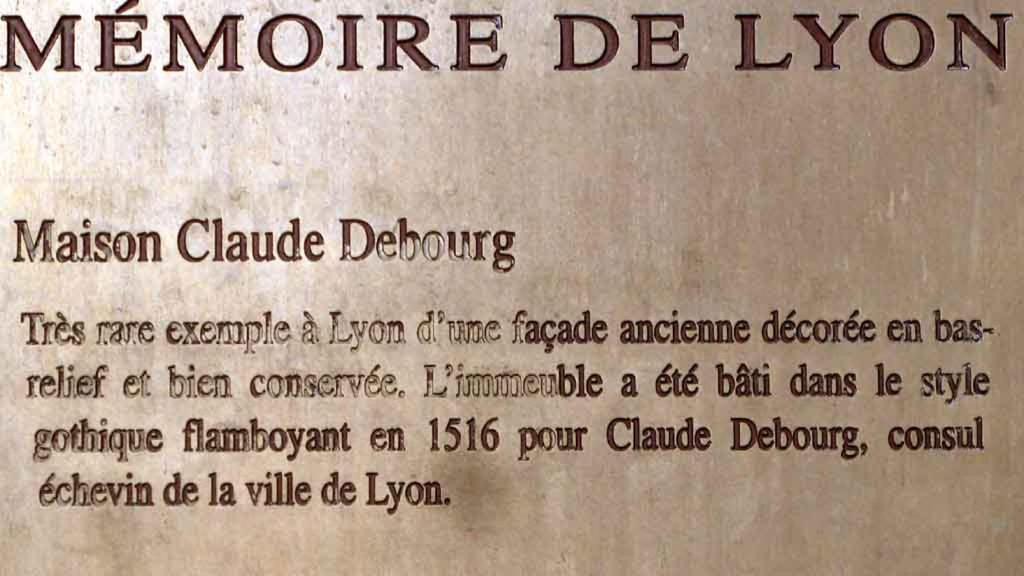 MÉMOIRE DE LYON
Maison Claude Debourg
Très rare exemple à Lyon d'une façade ancienne décorée en bas-
relief et bien conservée. L'immeuble a été bâti dans le style
gothique flamboyant en 1516 pour Claude Debourg, consul
échevin de la ville de Lyon.